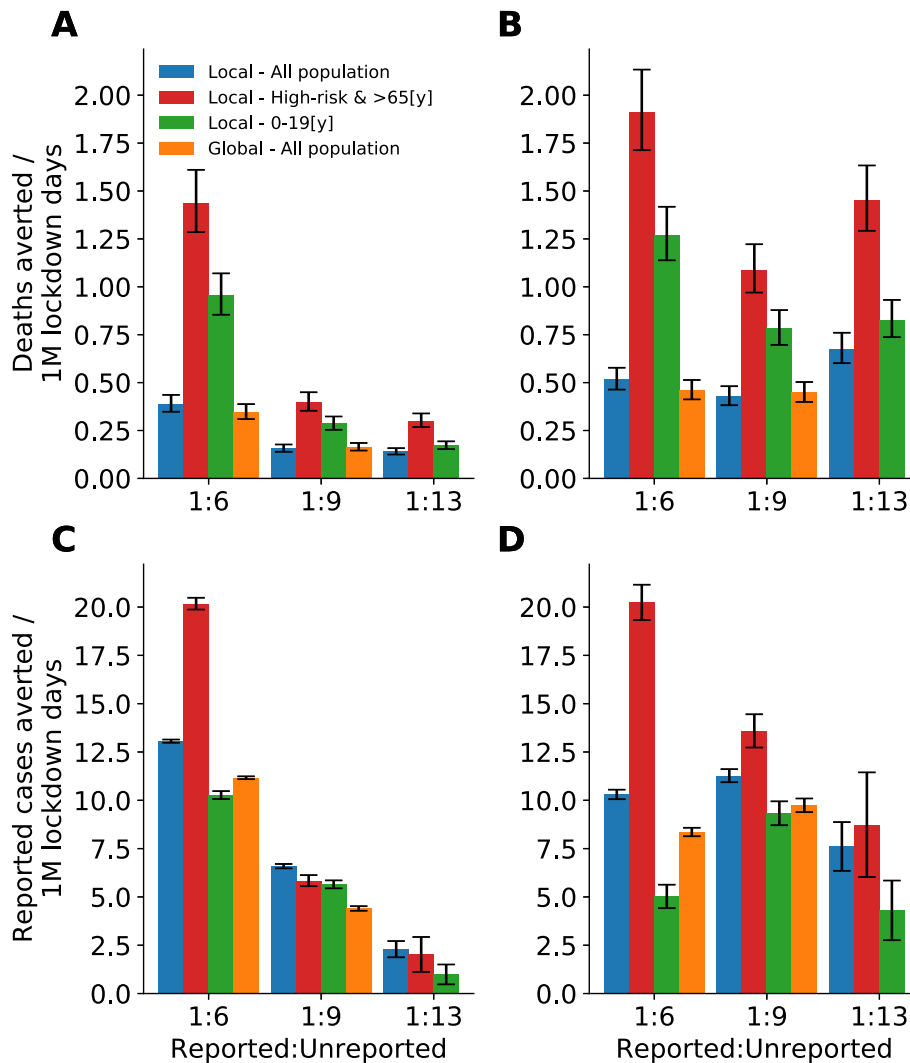 A
Deaths averted /
1M lockdown days
2.00
1.75
1.50
1.25
1.00
0.75
0.50
0.25
0.00
Local - All population
Local - High-risk & >65[y]
Local - 0-19[y]
Global - All population
1:6 1:9 1:13
B
2.00
1.75
1.50
1.25
1.00
0.75
0.50
0.25
0.00
1:6 1:9 1:13
C
Reported cases averted /
1M lockdown days
20.0
17.5
15.0
12.5
10.0
7.5
5.0
2.5
0.0
1:6 1:9 1:13
Reported:Unreported
D
20.0
17.5
15.0
12.5
10.0
7.5
5.0
2.5
0.0
1:6 1:9 1:13
Reported:Unreported